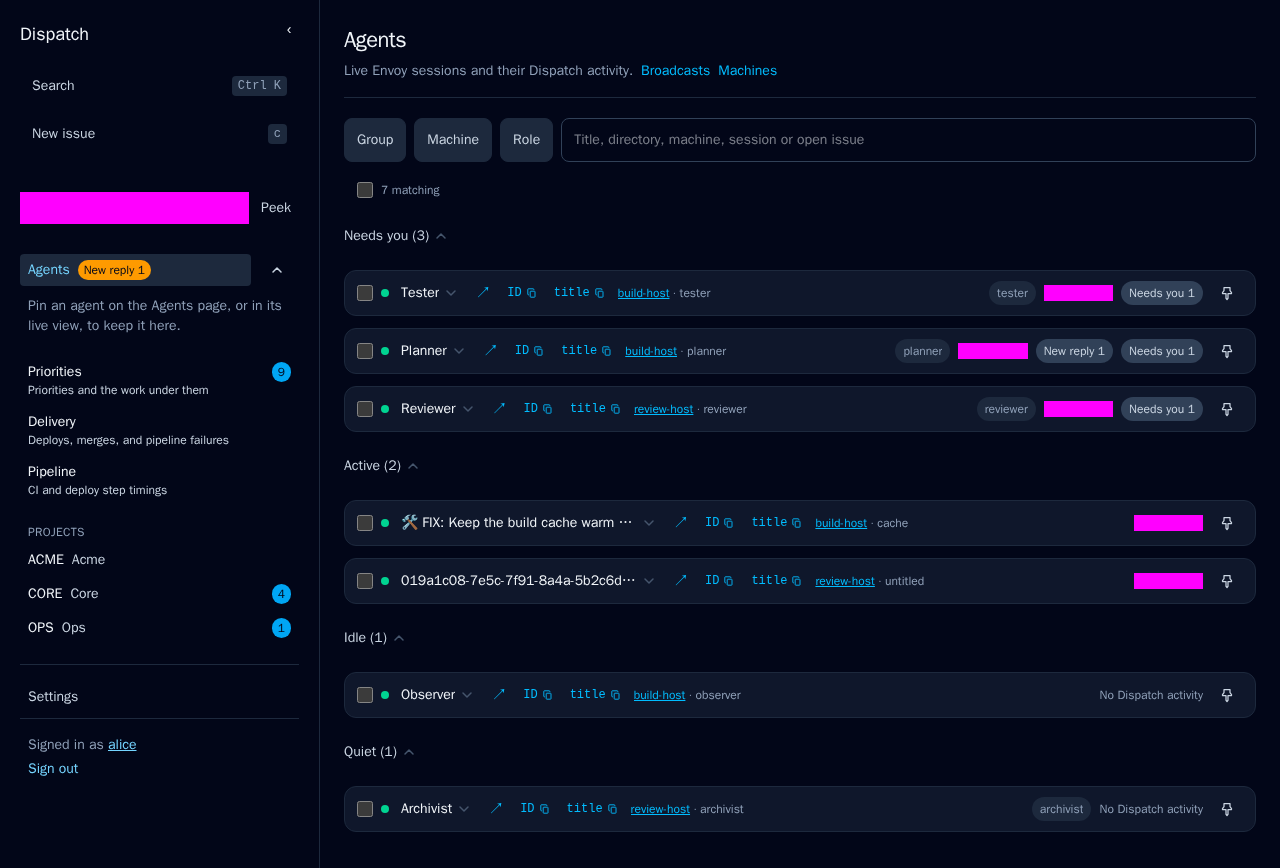 Dispatch
Search Ctrl K
New issue C
Peek
Agents New reply 1
Pin an agent on the Agents page, or in its
live view, to keep it here.
Priorities 9
Priorities and the work under them
Delivery
Deploys, merges, and pipeline failures
Pipeline
CI and deploy step timings
PROJECTS
ACME Acme
CORE Core 4
OPS Ops 1
Settings
Signed in as alice
Sign out
Agents
Live Envoy sessions and their Dispatch activity. Broadcasts Machines
Group Machine Role Title, directory, machine, session or open issue
7 matching
Needs you (3)
Tester ID title build-host · tester tester Needs you 1
Planner ID title build-host · planner planner New reply 1 Needs you 1
Reviewer ID title review-host · reviewer reviewer Needs you 1
Active (2)
🛠️ FIX: Keep the build cache warm ··· ID title build-host · cache
019a1c08-7e5c-7f91-8a4a-5b2c6d··· ID title review-host · untitled
Idle (1)
Observer ID title build-host · observer No Dispatch activity
Quiet (1)
Archivist ID title review-host · archivist archivist No Dispatch activity